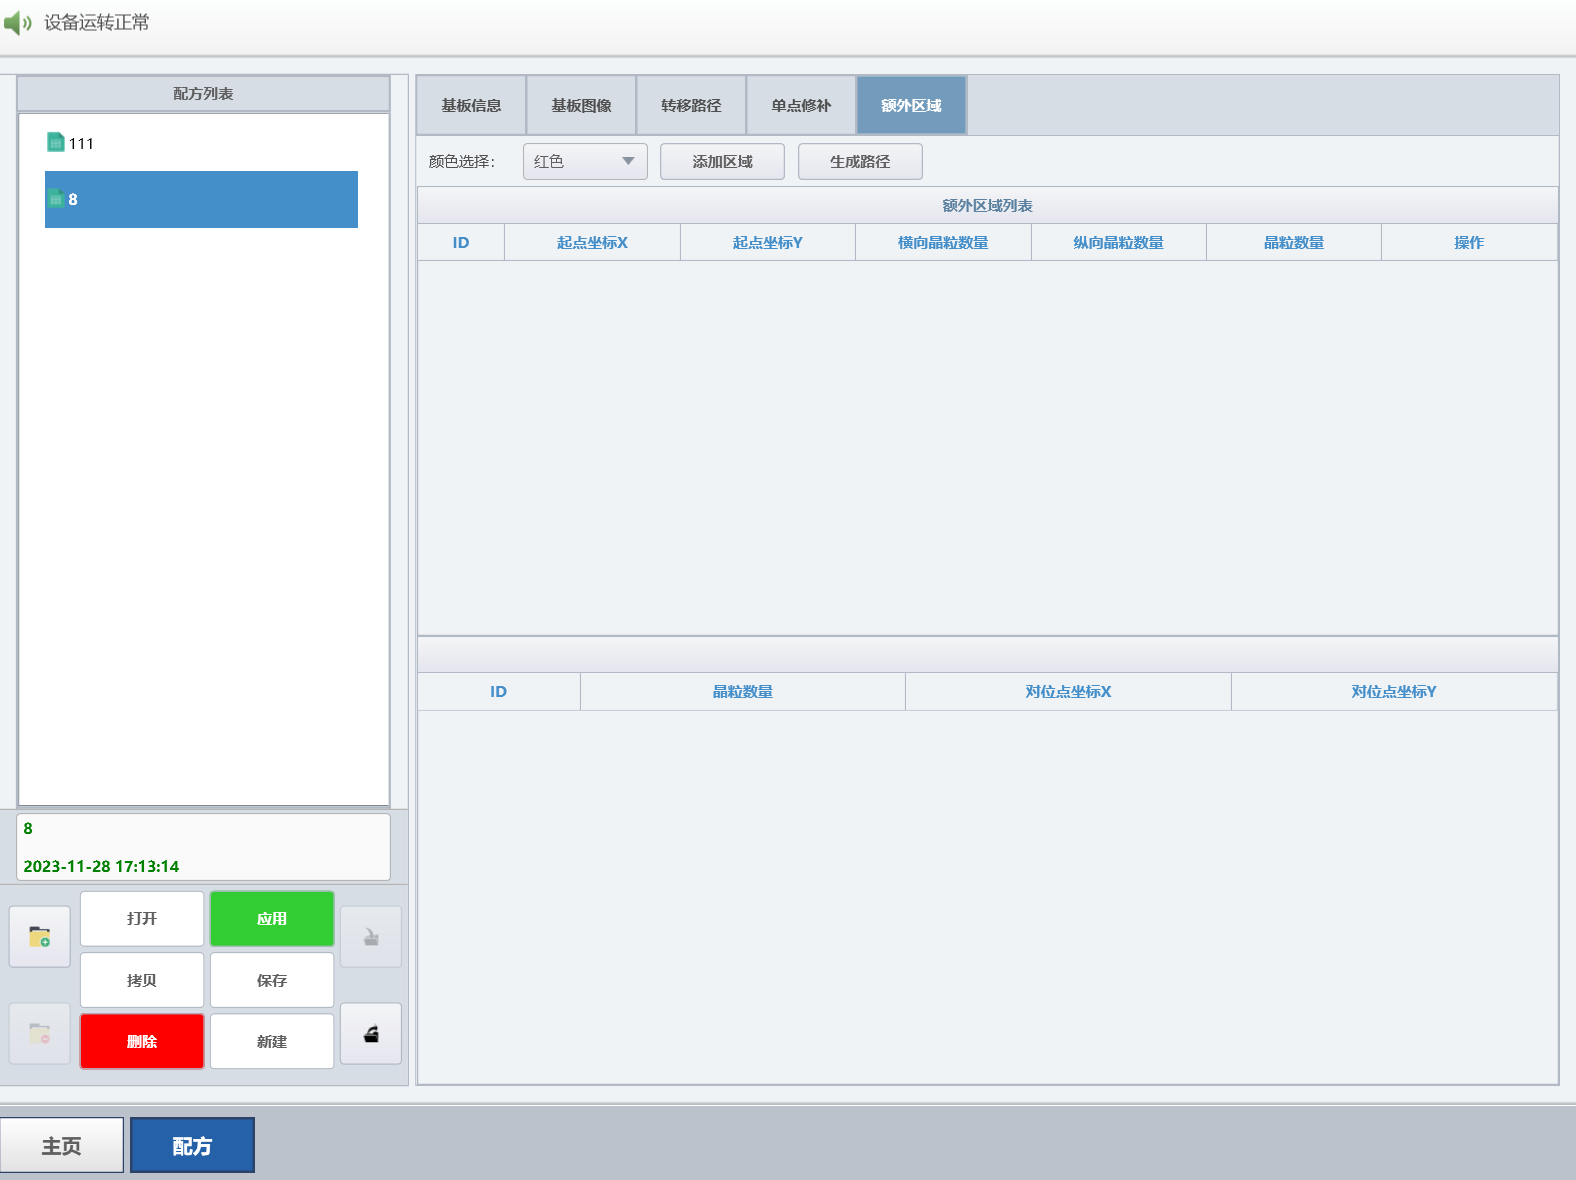 设备运转正常
配方列表
111
8
8
2023-11-28 17:13:14
打开
应用
拷贝
保存
删除
新建
基板信息
基板图像
转移路径
单点修补
额外区域
颜色选择：
红色
添加区域
生成路径
额外区域列表
ID 起点坐标X 起点坐标Y 横向晶粒数量 纵向晶粒数量 晶粒数量 操作
ID 晶粒数量 对位点坐标X 对位点坐标Y
主页
配方